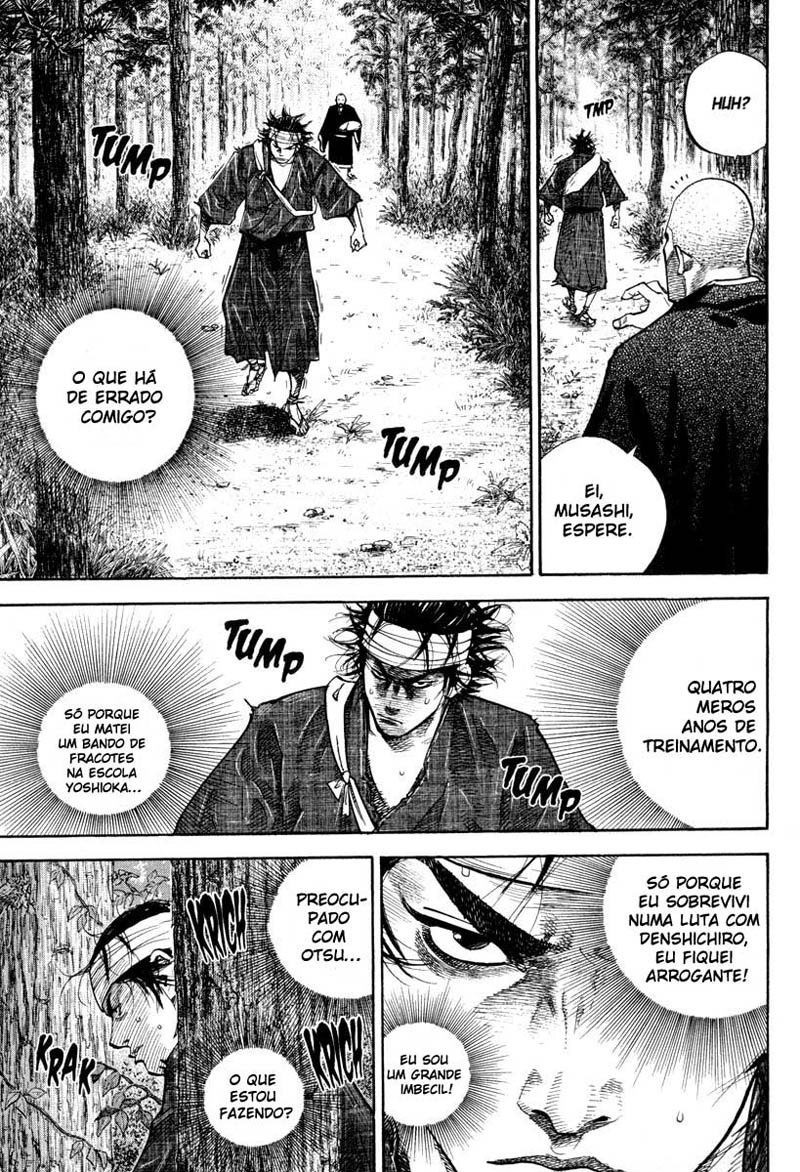 HUH?
TMP
EI,
MUSASHI,
ESPERE.
TUMP
O QUE HÁ
DE ERRADO
COMIGO?
TUMP
QUATRO
MEROS
ANOS DE
TREINAMENTO.
TUMP
TUMP
SÓ PORQUE
EU MATEI
UM BANDO DE
FRACOTES
NA ESCOLA
YOSHIOKA...
SÓ PORQUE
EU SOBREVIVI
NUMA LUTA COM
DENSHICHIRO,
EU FIQUEI
ARROGANTE!
EU SOU
UM GRANDE
IMBECIL!
PREOCU-
PADO
COM
OTSU...
KRICH
KRICH
O QUE
ESTOU
FAZENDO?
KRAK